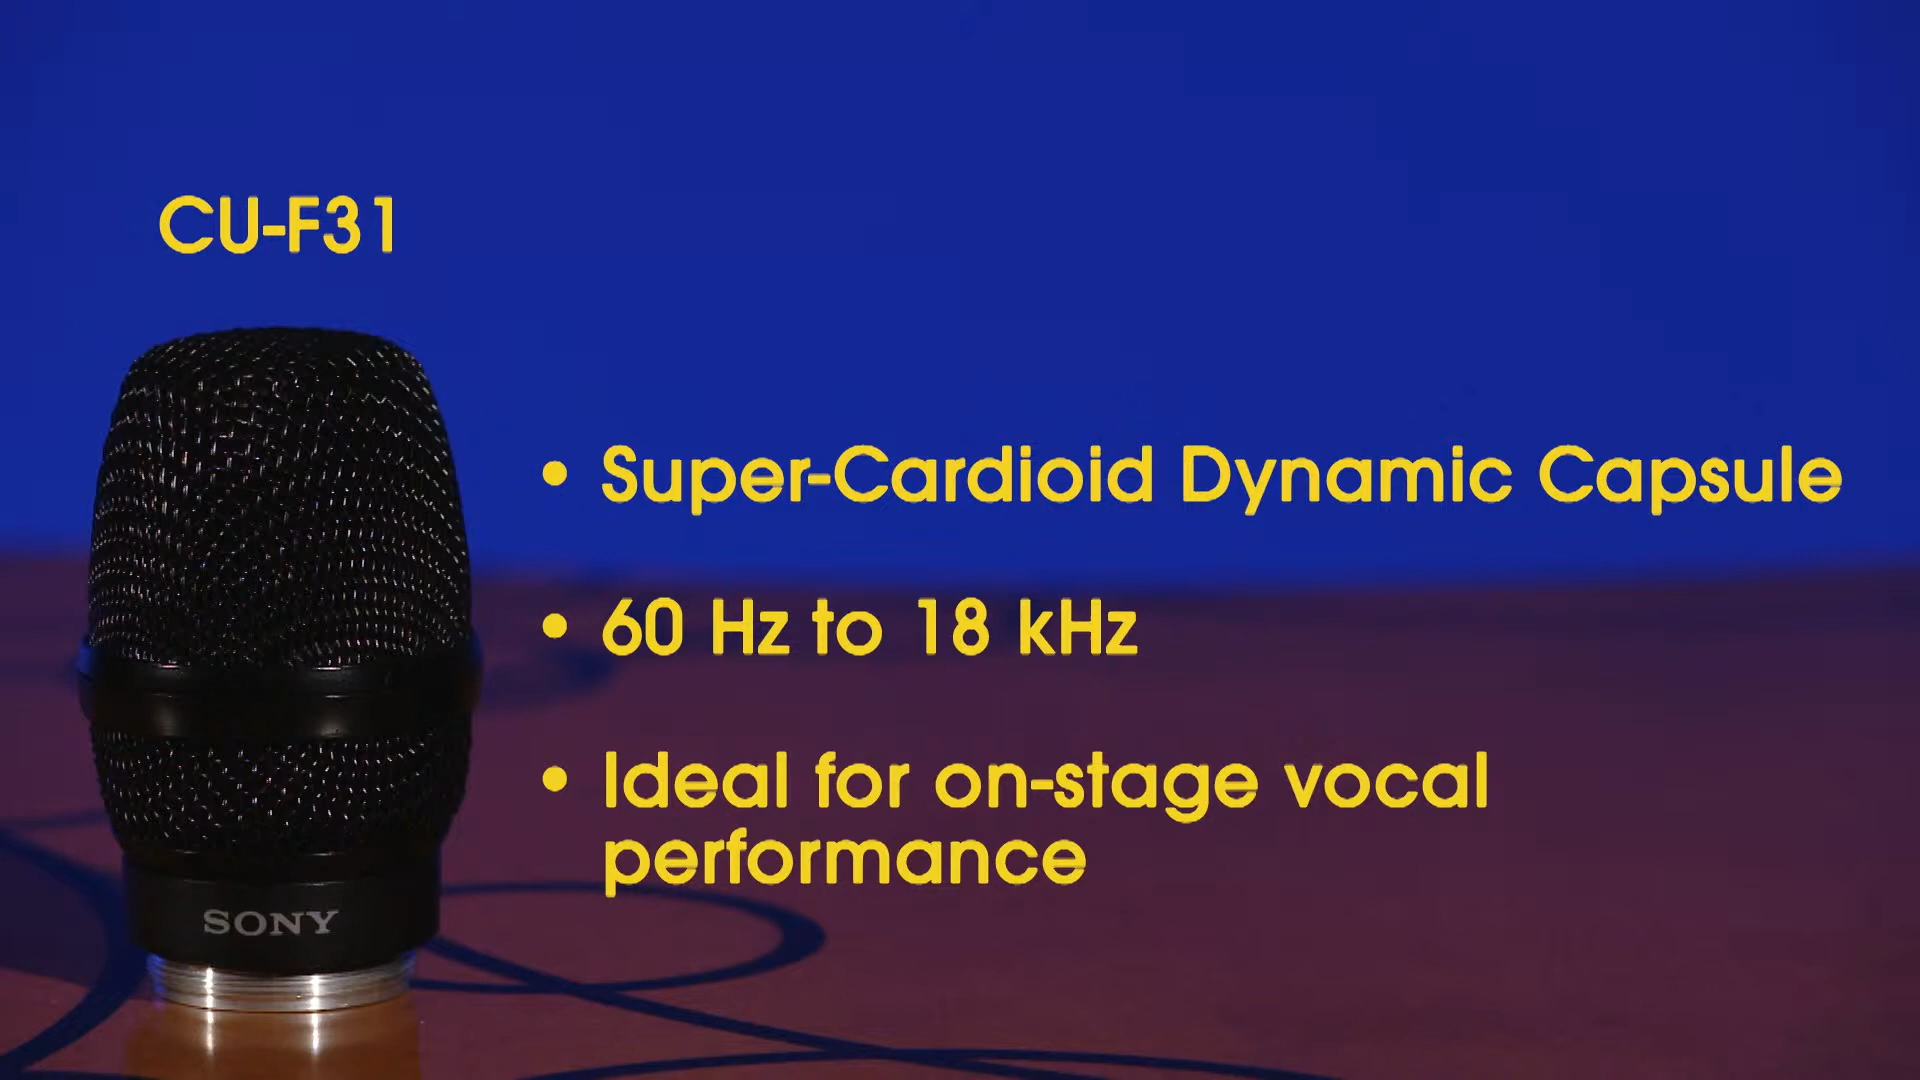 CU-F31
• Super-Cardioid Dynamic Capsule
• 60 Hz to 18 kHz
• Ideal for on-stage vocal
performance
SONY